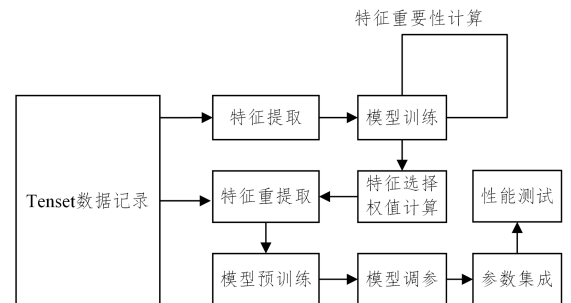 特征重要性计算
特征提取
模型训练
Tenset数据记录
特征重提取
特征选择
权值计算
性能测试
模型预训练
模型调参
参数集成